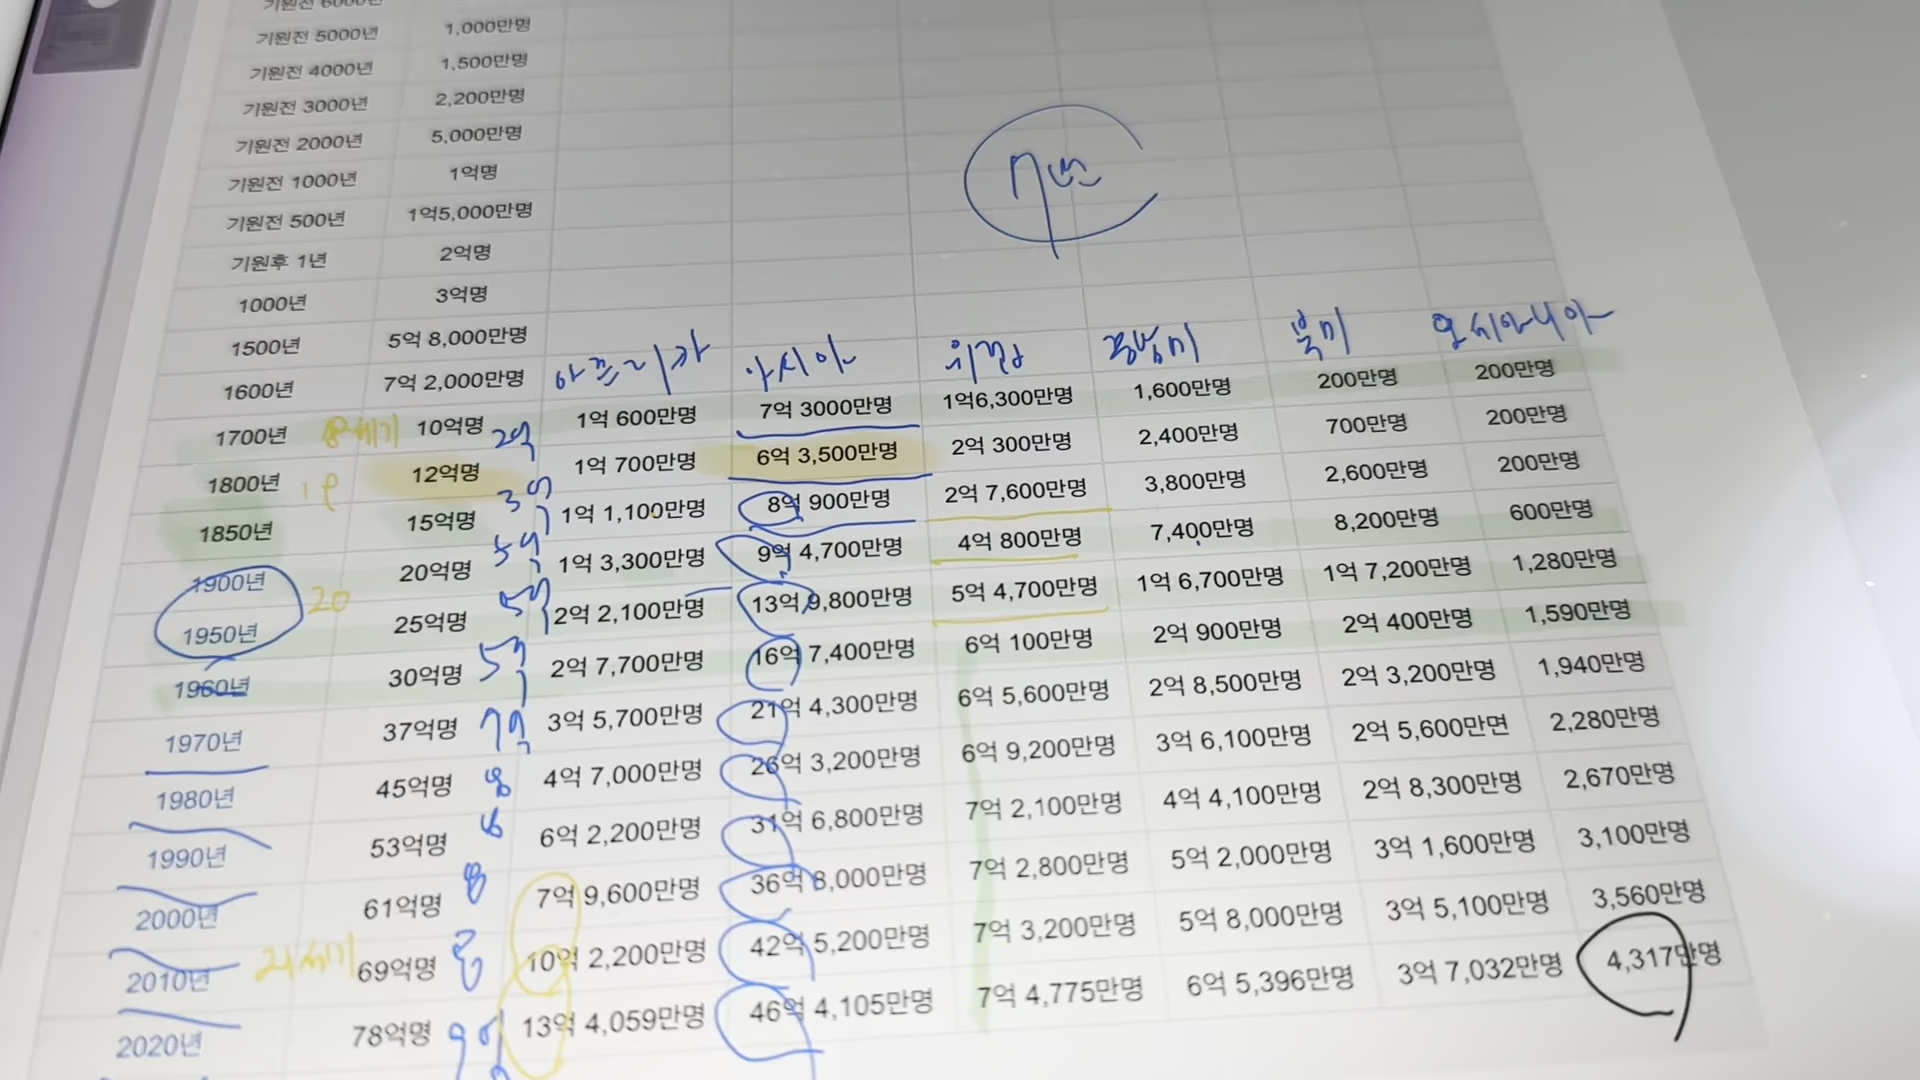 기원전 6000년
기원전 5000년 1,000만명
기원전 4000년 1,500만명
기원전 3000년 2,200만명
기원전 2000년 5,000만명
기원전 1000년 1억명
기원전 500년 1억5,000만명
기원후 1년 2억명
1000년 3억명
1500년 5억 8,000만명
아프리카 아시아 유럽 중남미 북미 오세아니아
1600년 7억 2,000만명
1700년 10억명 2억 1억 600만명 7억 3000만명 1억6,300만명 1,600만명 200만명 200만명
1800년 12억명 3억 1억 700만명 6억 3,500만명 2억 300만명 2,400만명 700만명 200만명
1850년 19 15억명 5억 1억 1,100만명 8억 900만명 2억 7,600만명 3,800만명 2,600만명 200만명
1900년 20 20억명 5억 1억 3,300만명 9억 4,700만명 4억 800만명 7,400만명 8,200만명 600만명
1950년 25억명 5억 2억 2,100만명 13억 9,800만명 5억 4,700만명 1억 6,700만명 1억 7,200만명 1,280만명
1960년 30억명 7억 2억 7,700만명 16억 7,400만명 6억 100만명 2억 900만명 2억 400만명 1,590만명
1970년 37억명 8 3억 5,700만명 21억 4,300만명 6억 5,600만명 2억 8,500만명 2억 3,200만명 1,940만명
1980년 45억명 8 4억 7,000만명 26억 3,200만명 6억 9,200만명 3억 6,100만명 2억 5,600만면 2,280만명
1990년 53억명 8 6억 2,200만명 31억 6,800만명 7억 2,100만명 4억 4,100만명 2억 8,300만명 2,670만명
2000년 61억명 8 7억 9,600만명 36억 8,000만명 7억 2,800만명 5억 2,000만명 3억 1,600만명 3,100만명
2010년 21세기 69억명 10억 2,200만명 42억 5,200만명 7억 3,200만명 5억 8,000만명 3억 5,100만명 3,560만명
2020년 78억명 9억 13억 4,059만명 46억 4,105만명 7억 4,775만명 6억 5,396만명 3억 7,032만명 4,317만명